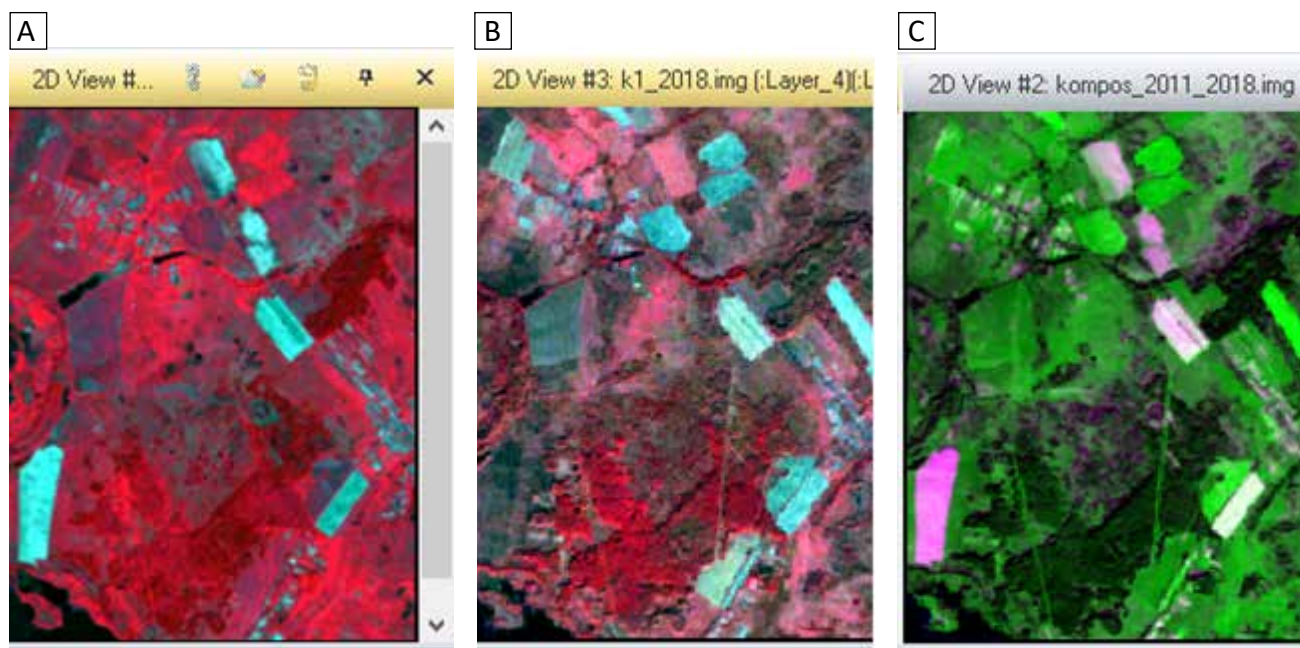 A
B
C
2D View #...
2D View #3: k1_2018.img (:Layer_4)(:L
2D View #2: kompos_2011_2018.img